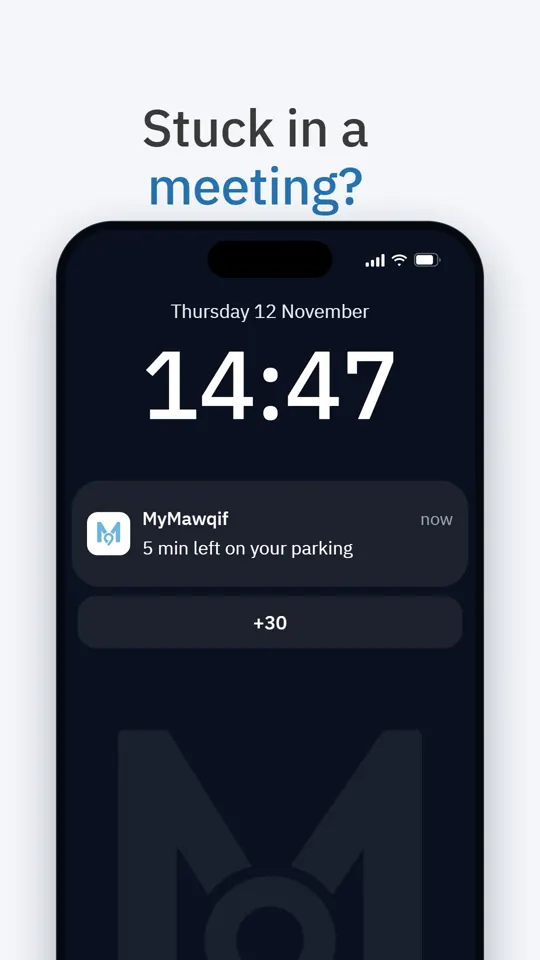 Stuck in a
meeting?
Thursday 12 November
14:47
MyMawqif
now
5 min left on your parking
+30